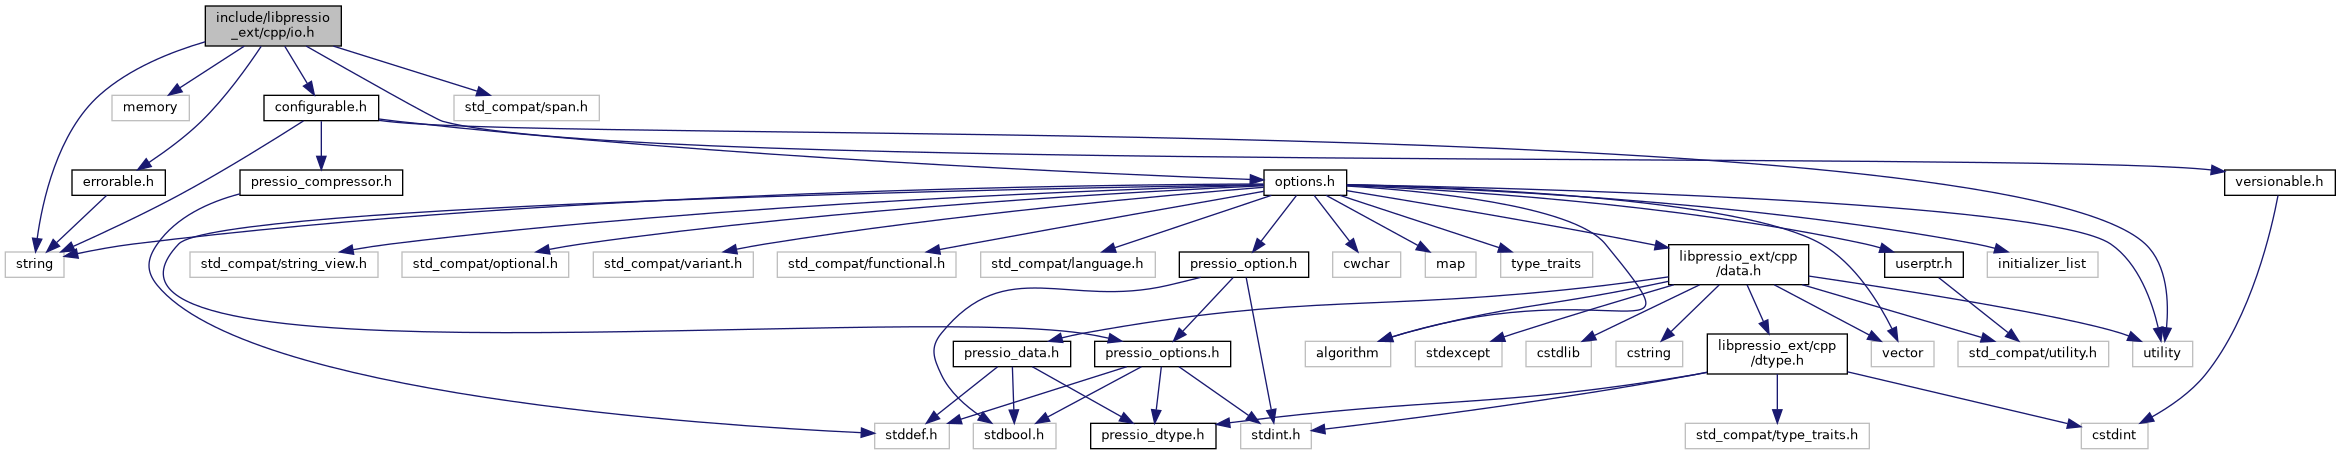 include/libpressio
_ext/cpp/io.h
memory
configurable.h
std_compat/span.h
errorable.h
pressio_compressor.h
options.h
versionable.h
string
std_compat/string_view.h
std_compat/optional.h
std_compat/variant.h
std_compat/functional.h
std_compat/language.h
pressio_option.h
cwchar
map
type_traits
libpressio_ext/cpp
/data.h
userptr.h
initializer_list
pressio_data.h
pressio_options.h
algorithm
stdexcept
cstdlib
cstring
libpressio_ext/cpp
/dtype.h
vector
std_compat/utility.h
utility
stddef.h
stdbool.h
pressio_dtype.h
stdint.h
std_compat/type_traits.h
cstdint